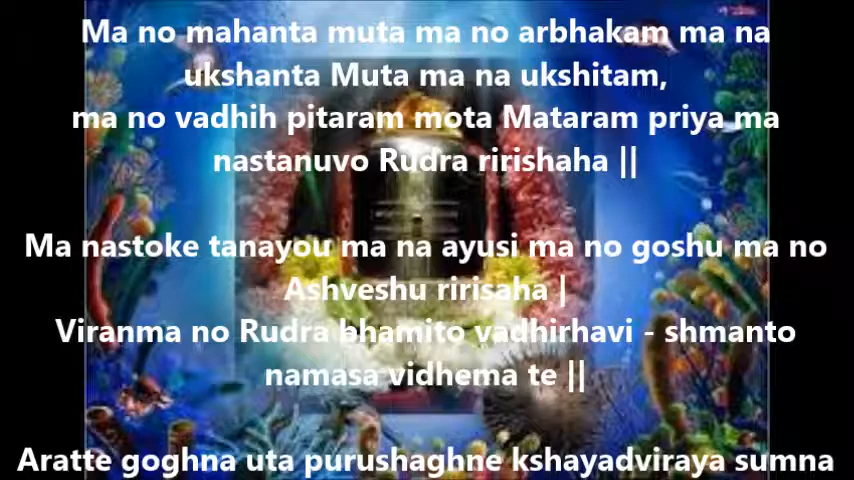 Ma no mahanta muta ma no arbhakam ma na
ukshanta Muta ma na ukshitam,
ma no vadhih pitaram mota Mataram priya ma
nastanuvo Rudra ririshaha ||
Ma nastoke tanayou ma na ayusi ma no goshu ma no
Ashveshu ririsaha |
Viranma no Rudra bhamito vadhirhavi - shmanto
namasa vidhema te ||
Aratte goghna uta purushaghne kshayadviraya sumna